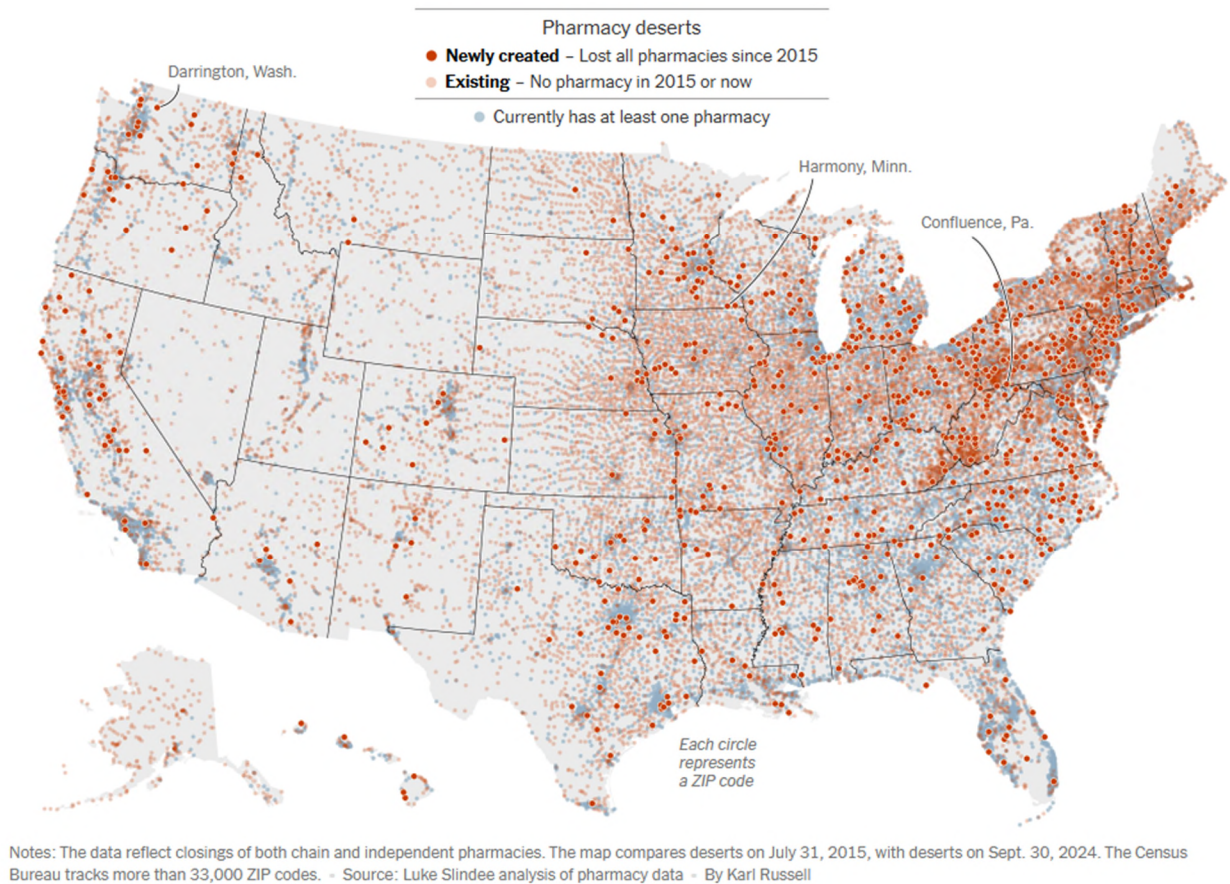 Pharmacy deserts
Newly created – Lost all pharmacies since 2015
Existing – No pharmacy in 2015 or now
Currently has at least one pharmacy
Darrington, Wash.
Harmony, Minn.
Confluence, Pa.
Each circle
represents
a ZIP code
Notes: The data reflect closings of both chain and independent pharmacies. The map compares deserts on July 31, 2015, with deserts on Sept. 30, 2024. The Census
Bureau tracks more than 33,000 ZIP codes. • Source: Luke Slindee analysis of pharmacy data • By Karl Russell